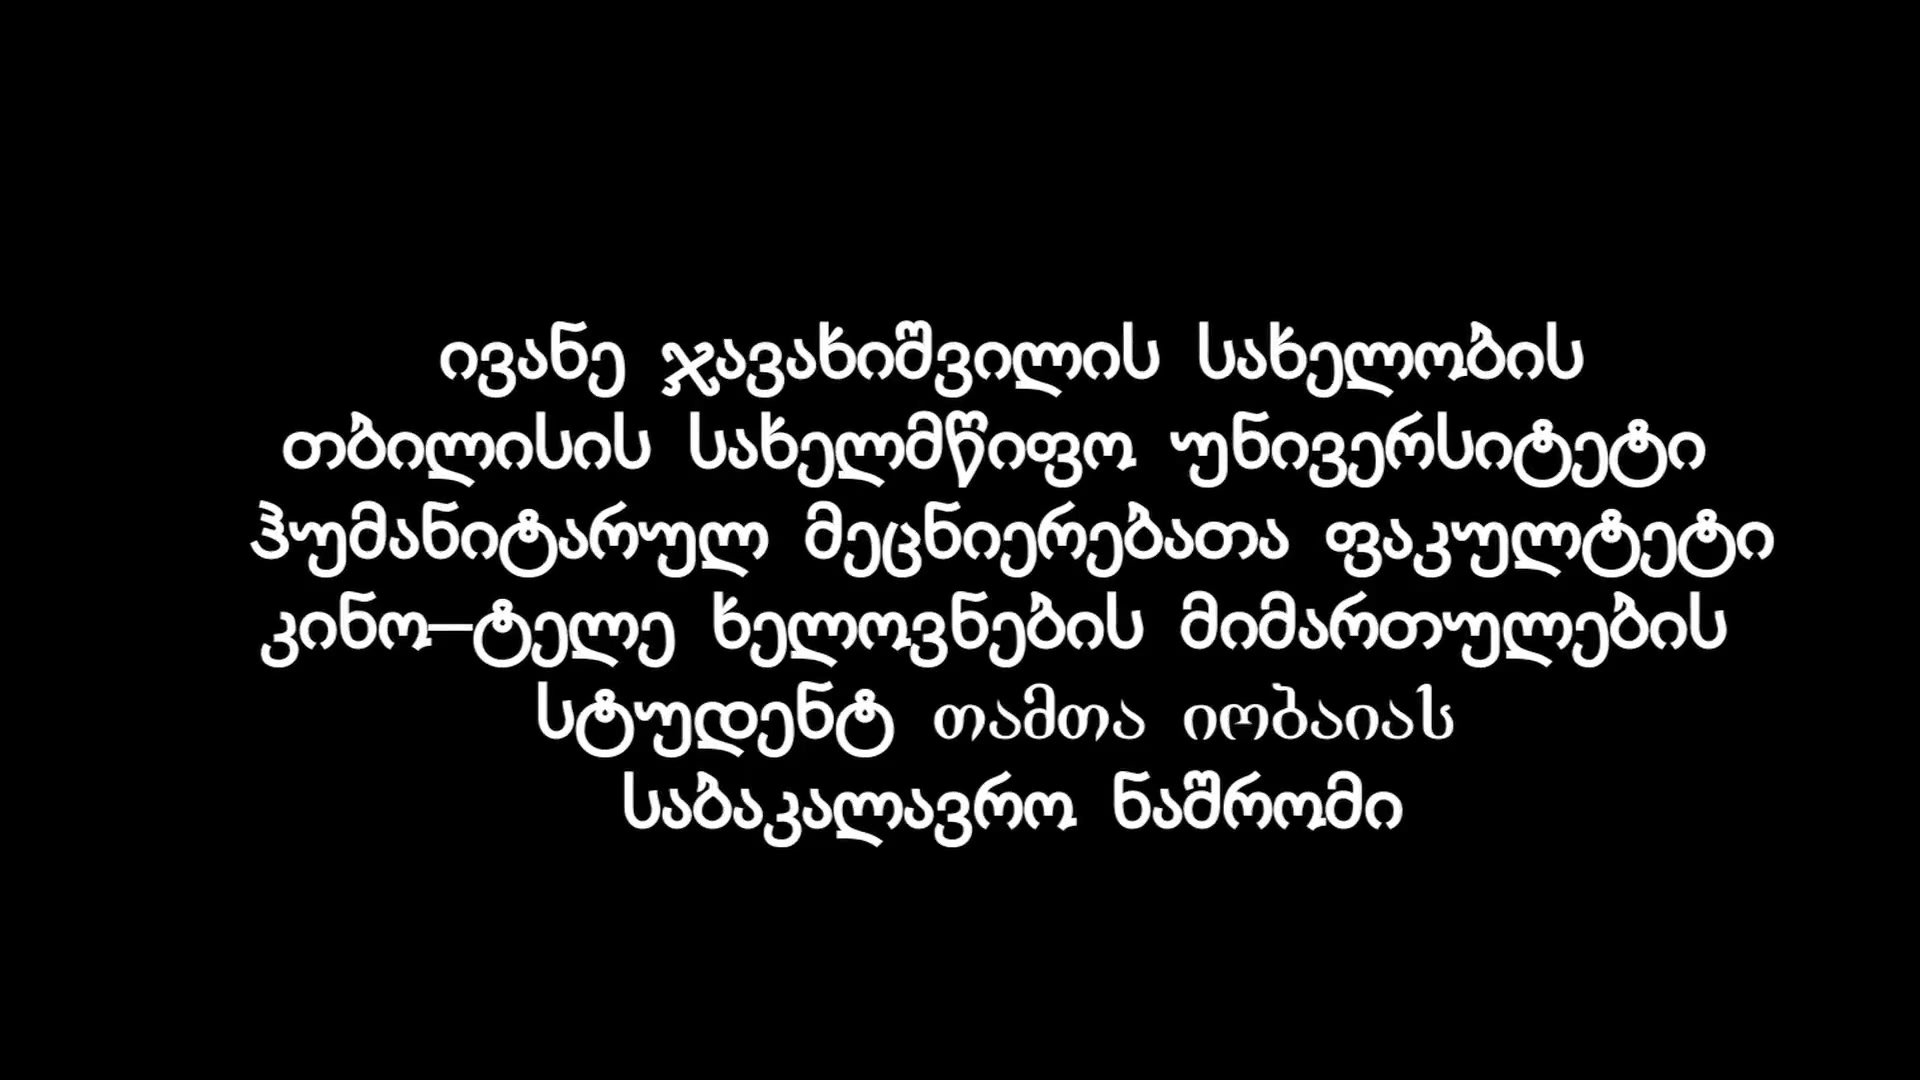 ივანე ჯავახიშვილის სახელობის
თბილისის სახელმწიფო უნივერსიტეტი
ჰუმანიტარულ მეცნიერებათა ფაკულტეტი
კინო–ტელე ხელოვნების მიმართულების
სტუდენტ თამთა იობაიას
საბაკალავრო ნაშრომი